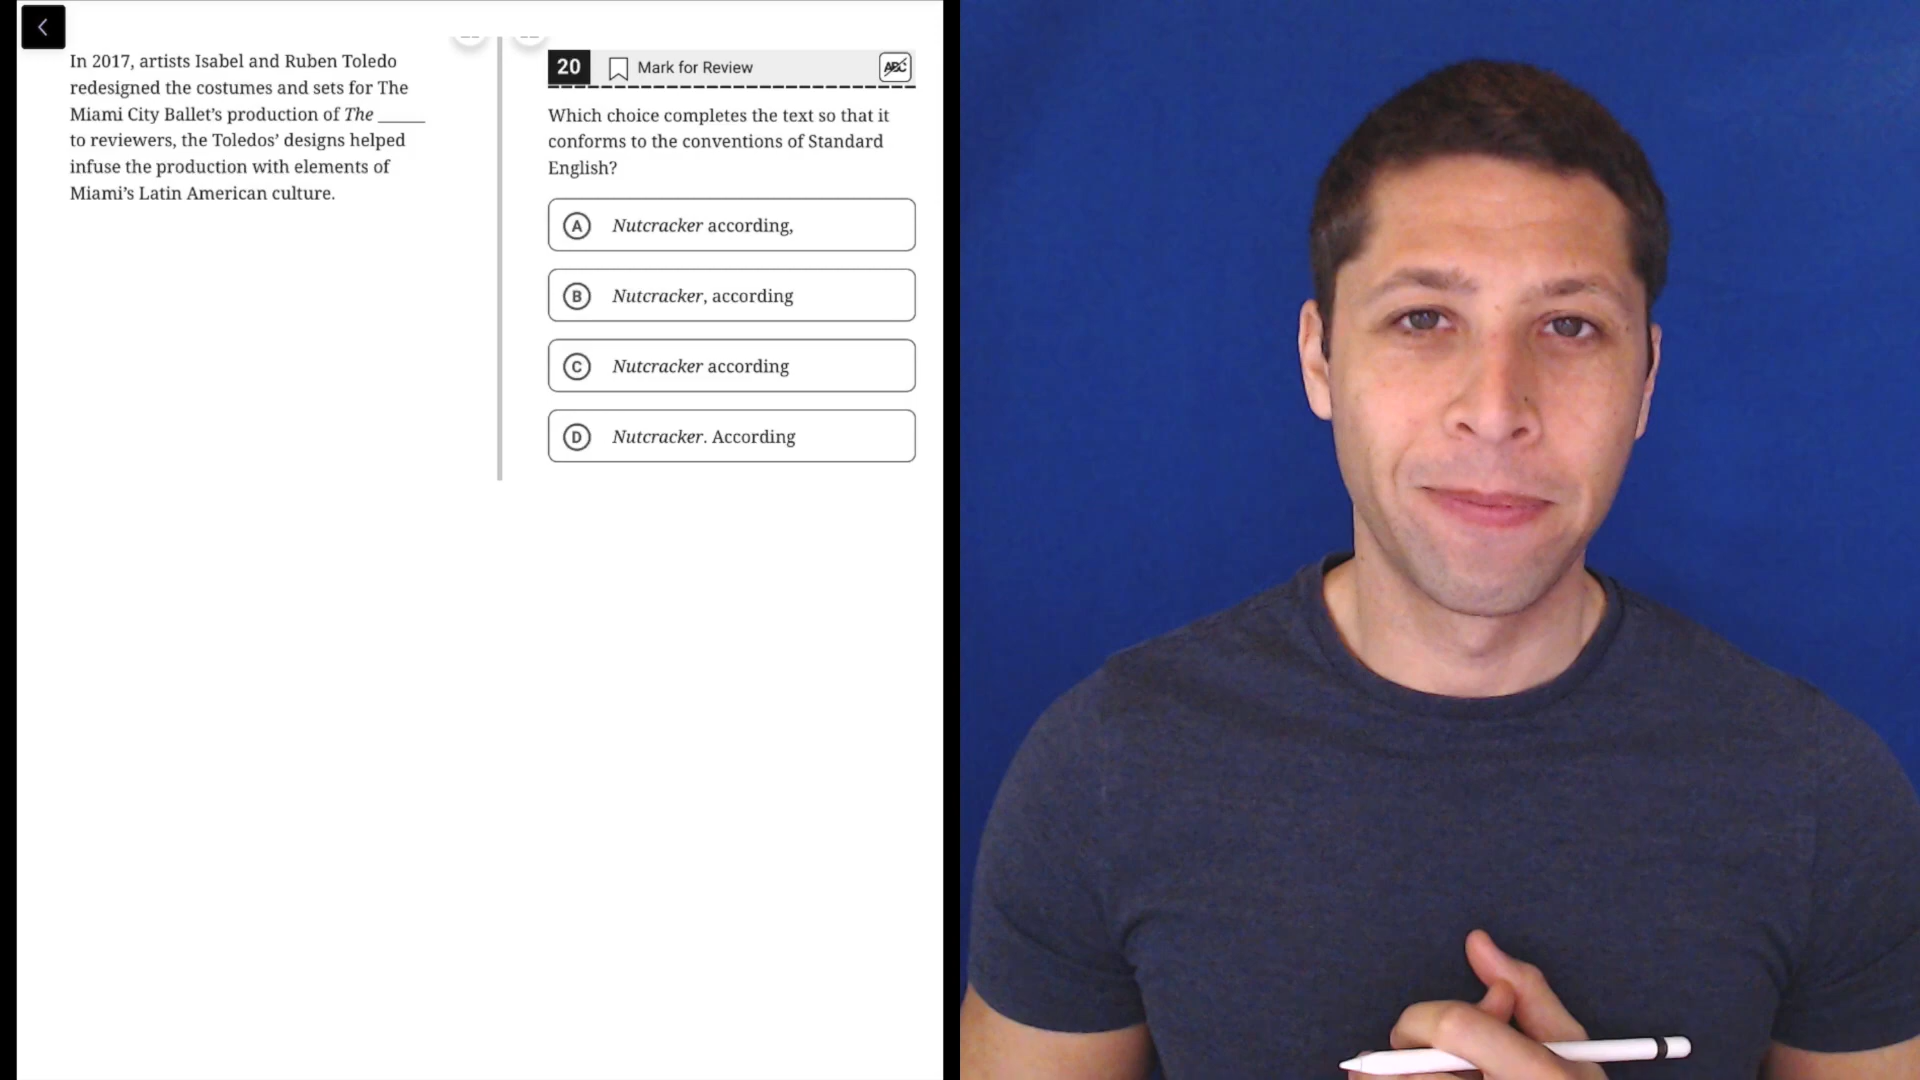 In 2017, artists Isabel and Ruben Toledo
redesigned the costumes and sets for The
Miami City Ballet’s production of The ______
to reviewers, the Toledos’ designs helped
infuse the production with elements of
Miami’s Latin American culture.
20 Mark for Review ABC
Which choice completes the text so that it
conforms to the conventions of Standard
English?
A Nutcracker according,
B Nutcracker, according
C Nutcracker according
D Nutcracker. According